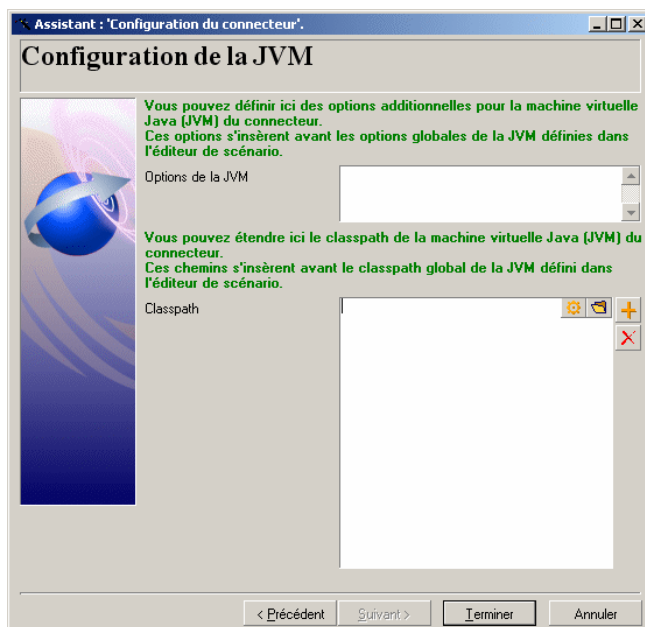 Assistant : 'Configuration du connecteur'.
Configuration de la JVM
Vous pouvez définir ici des options additionnelles pour la machine virtuelle
Java (JVM) du connecteur.
Ces options s'insèrent avant les options globales de la JVM définies dans
l'éditeur de scénario.
Options de la JVM
Vous pouvez étendre ici le classpath de la machine virtuelle Java (JVM) du
connecteur.
Ces chemins s'insèrent avant le classpath global de la JVM défini dans
l'éditeur de scénario.
Classpath
< Précédent
Suivant >
Terminer
Annuler